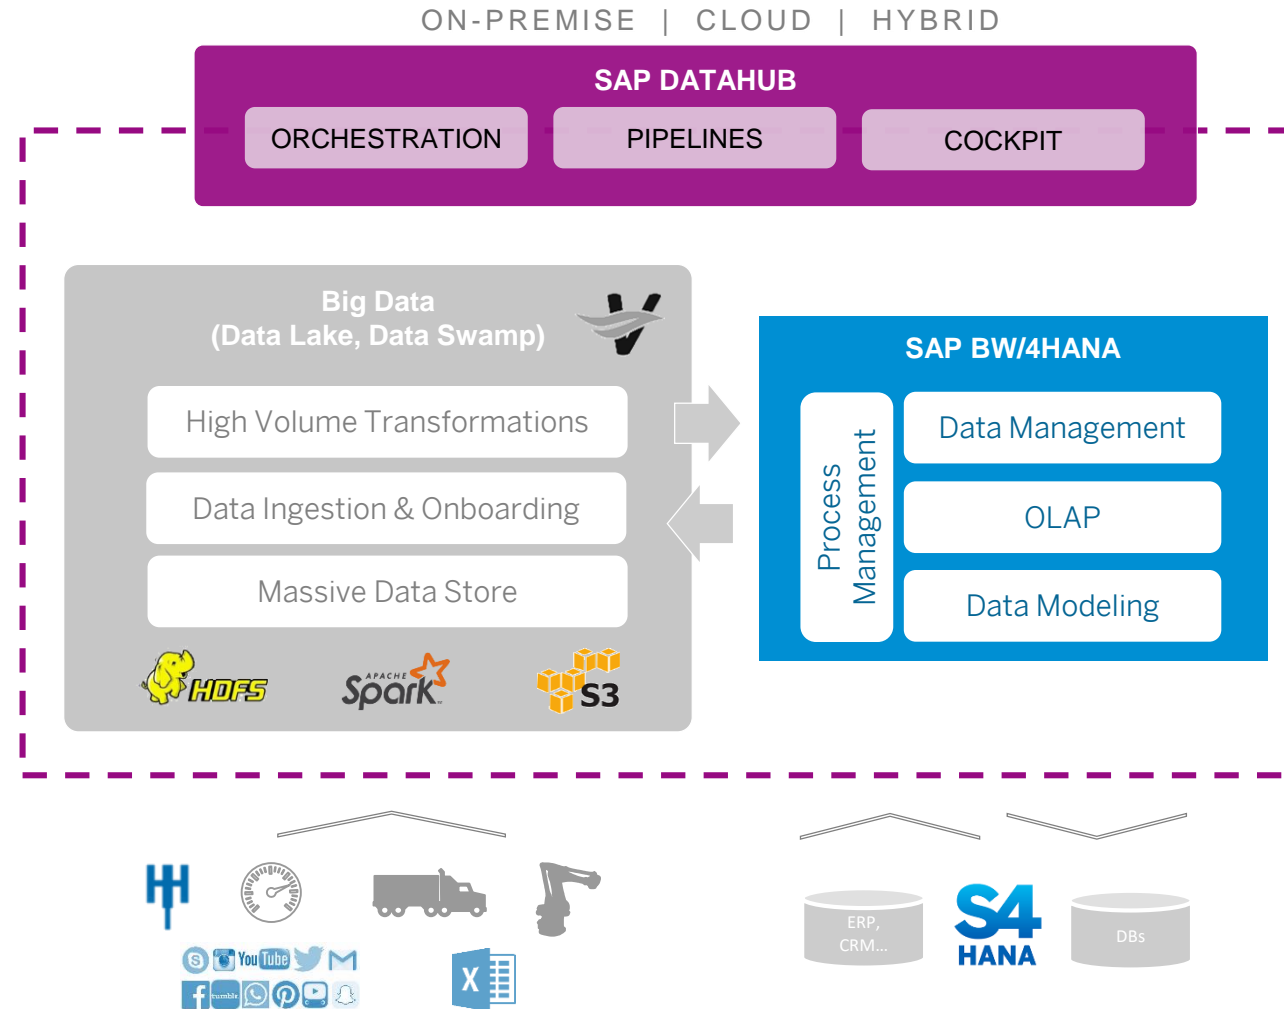 ON-PREMISE | CLOUD | HYBRID
SAP DATAHUB
ORCHESTRATION
PIPELINES
COCKPIT
Big Data
(Data Lake, Data Swamp)
High Volume Transformations
Data Ingestion & Onboarding
Massive Data Store
HDFS
APACHE
Spark
S3
SAP BW/4HANA
Process
Management
Data Management
OLAP
Data Modeling
You Tube
tumblr.
X
ERP,
CRM...
S4
HANA
DBs